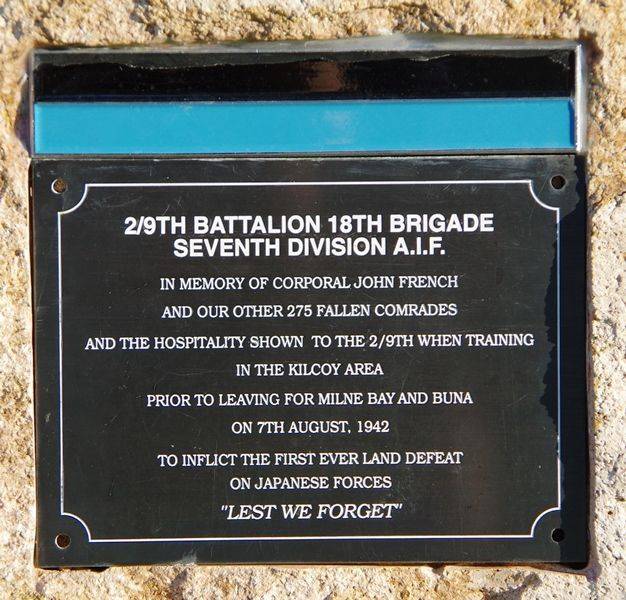 2/9TH BATTALION 18TH BRIGADE
SEVENTH DIVISION A.I.F.
IN MEMORY OF CORPORAL JOHN FRENCH
AND OUR OTHER 275 FALLEN COMRADES
AND THE HOSPITALITY SHOWN TO THE 2/9TH WHEN TRAINING
IN THE KILCOY AREA
PRIOR TO LEAVING FOR MILNE BAY AND BUNA
ON 7TH AUGUST, 1942
TO INFLICT THE FIRST EVER LAND DEFEAT
ON JAPANESE FORCES
"LEST WE FORGET"